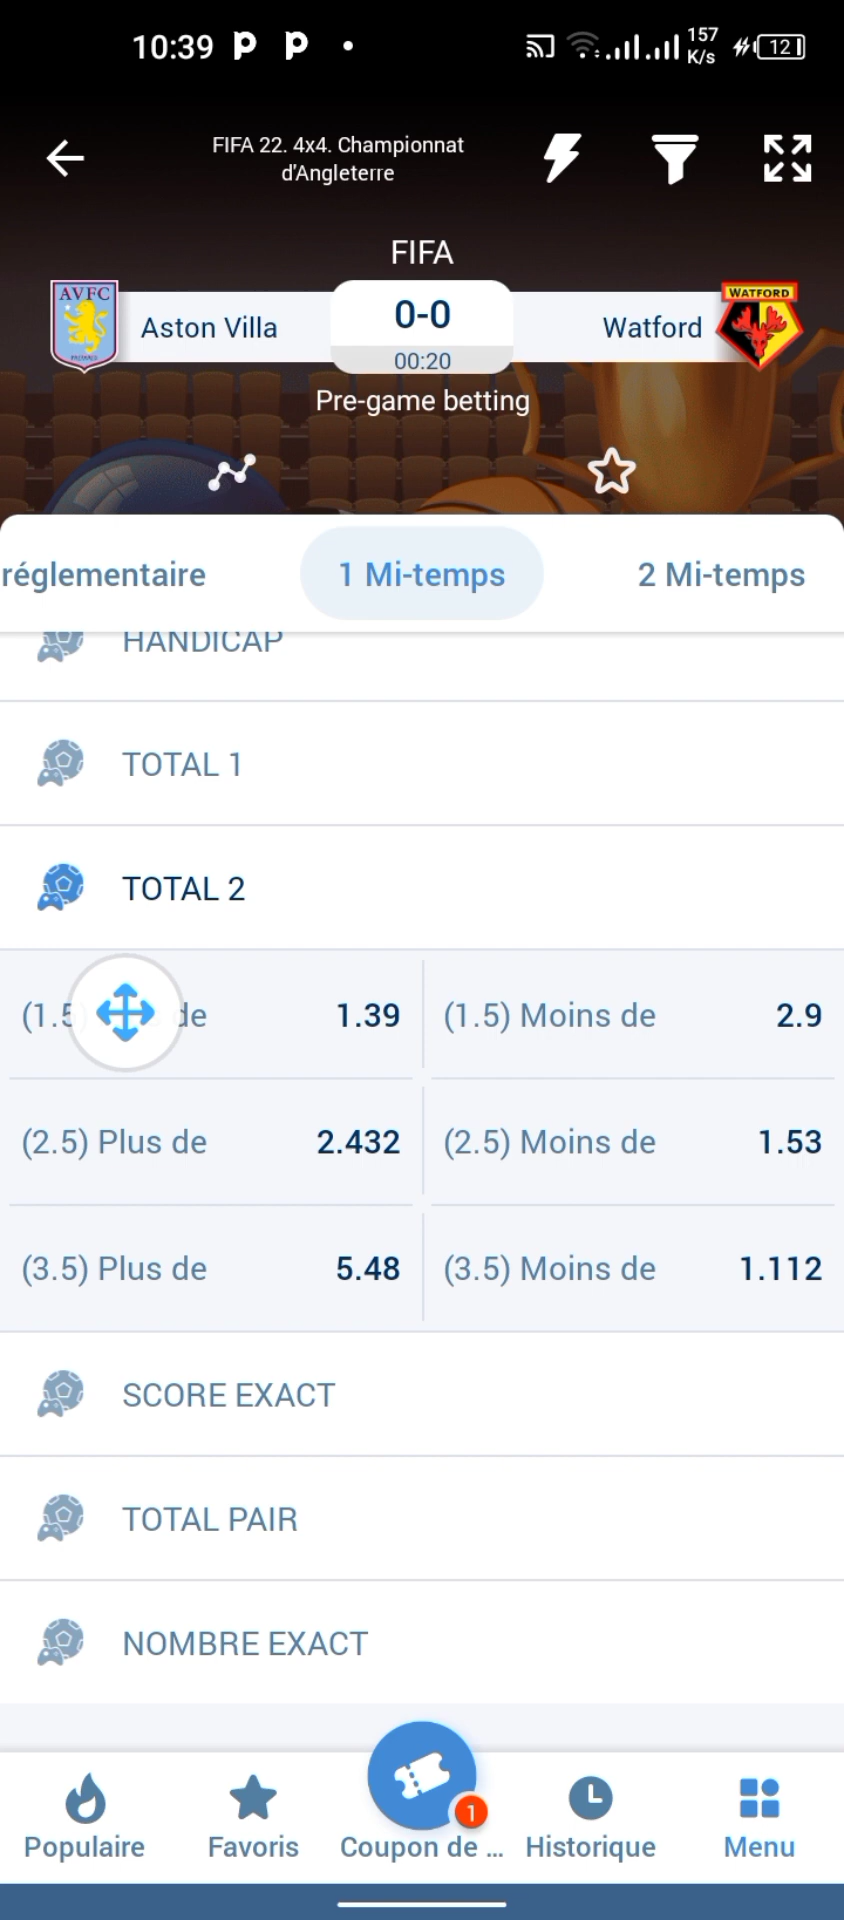 10:39
157
K/s
12
FIFA 22. 4x4. Championnat
d'Angleterre
FIFA
AVFC
Aston Villa
0-0
Watford
WATFORD
00:20
Pre-game betting
réglementaire
1 Mi-temps
2 Mi-temps
HANDICAP
TOTAL 1
TOTAL 2
(1.5 de 1.39
(1.5) Moins de 2.9
(2.5) Plus de 2.432
(2.5) Moins de 1.53
(3.5) Plus de 5.48
(3.5) Moins de 1.112
SCORE EXACT
TOTAL PAIR
NOMBRE EXACT
1
Populaire
Favoris
Coupon de ...
Historique
Menu